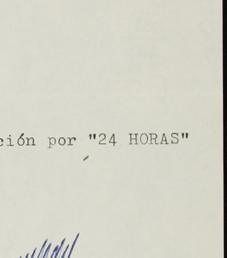 ción por "24 HORAS"